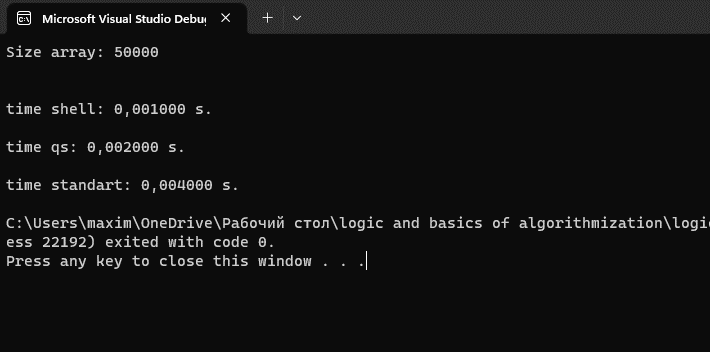 Microsoft Visual Studio Debug
Size array: 50000
time shell: 0,001000 s.
time qs: 0,002000 s.
time standart: 0,004000 s.
C:\Users\maxim\OneDrive\Рабочий стол\logic and basics of algorithmization\logi
ess 22192) exited with code 0.
Press any key to close this window . . .